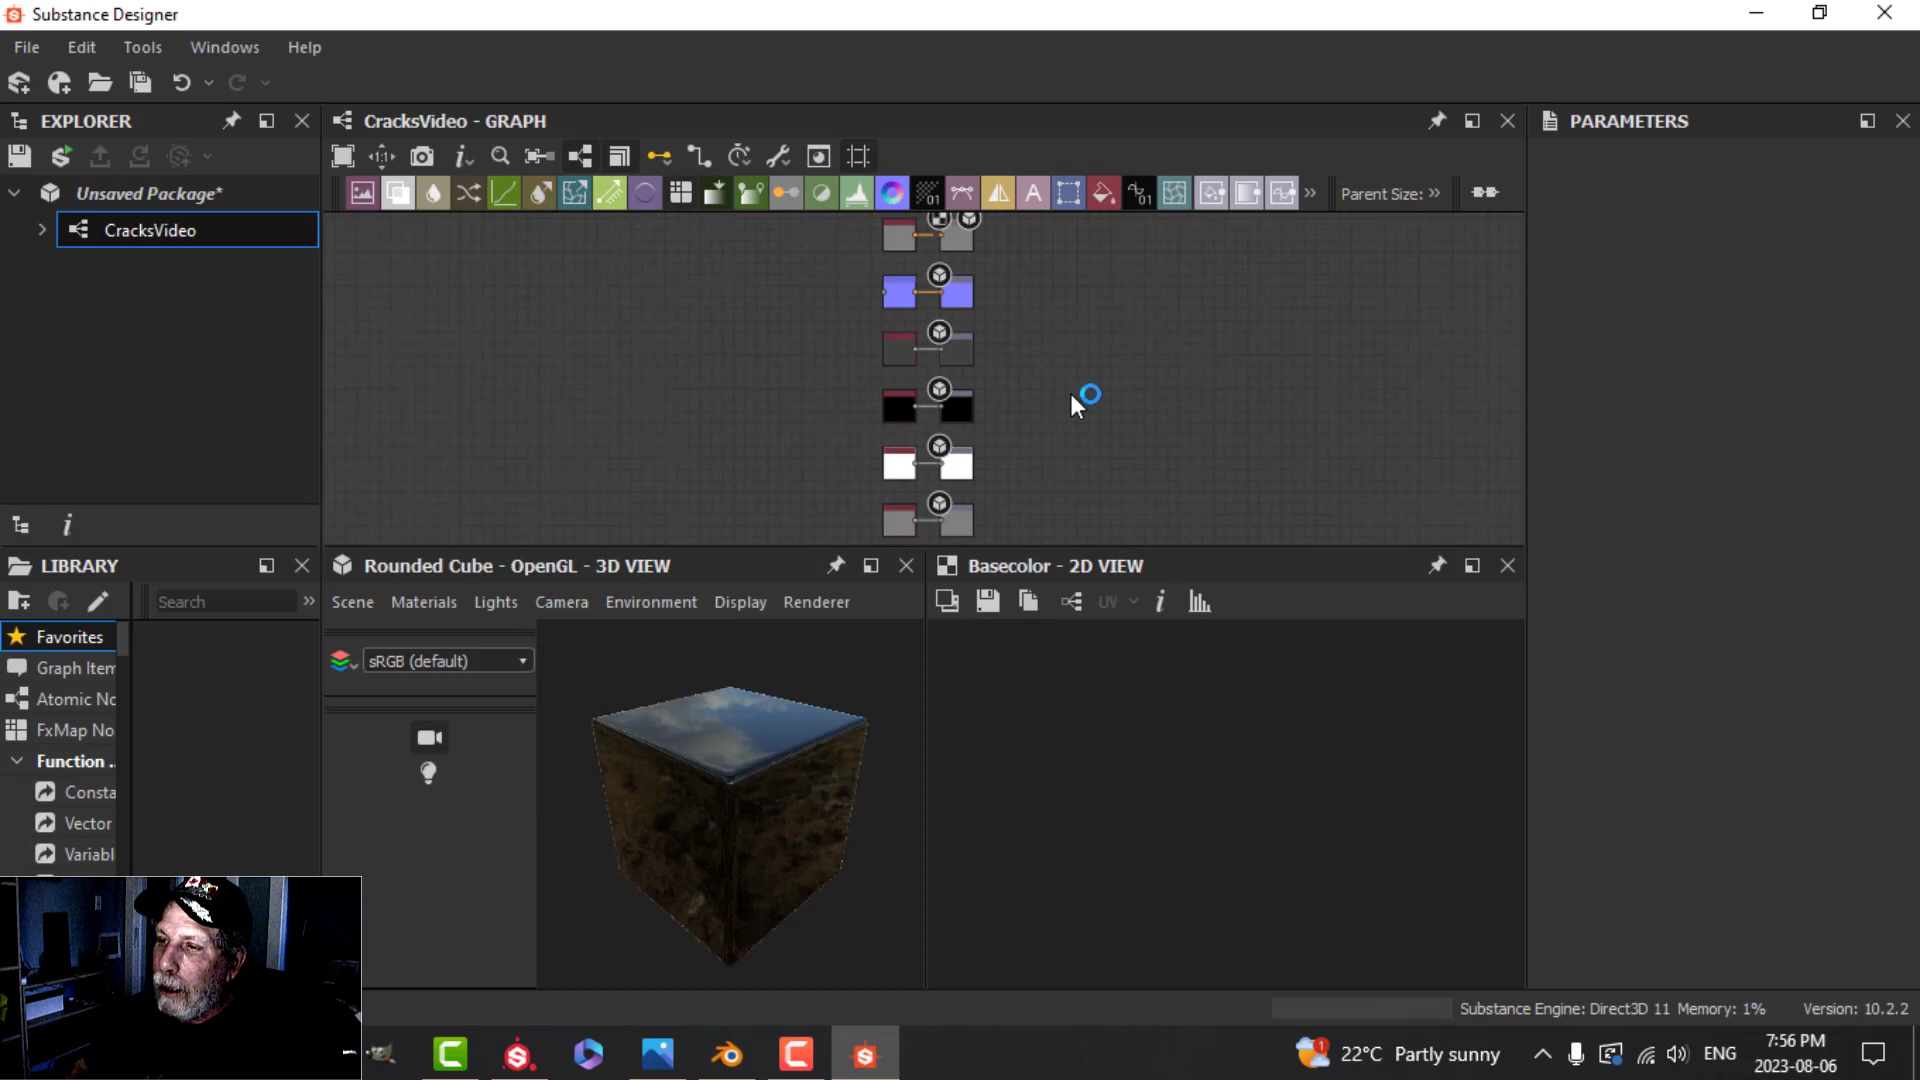 Substance Designer
File Edit Tools Windows Help
EXPLORER
CracksVideo - GRAPH
PARAMETERS
Parent Size:
Unsaved Package*
CracksVideo
LIBRARY
Search
Favorites
Graph Item
Atomic No
FxMap No
Function ..
Consta
Vector
Variabl
Rounded Cube - OpenGL - 3D VIEW
Scene Materials Lights Camera Environment Display Renderer
sRGB (default)
Basecolor - 2D VIEW
UV
Substance Engine: Direct3D 11 Memory: 1% Version: 10.2.2
22°C Partly sunny
ENG
7:56 PM
2023-08-06